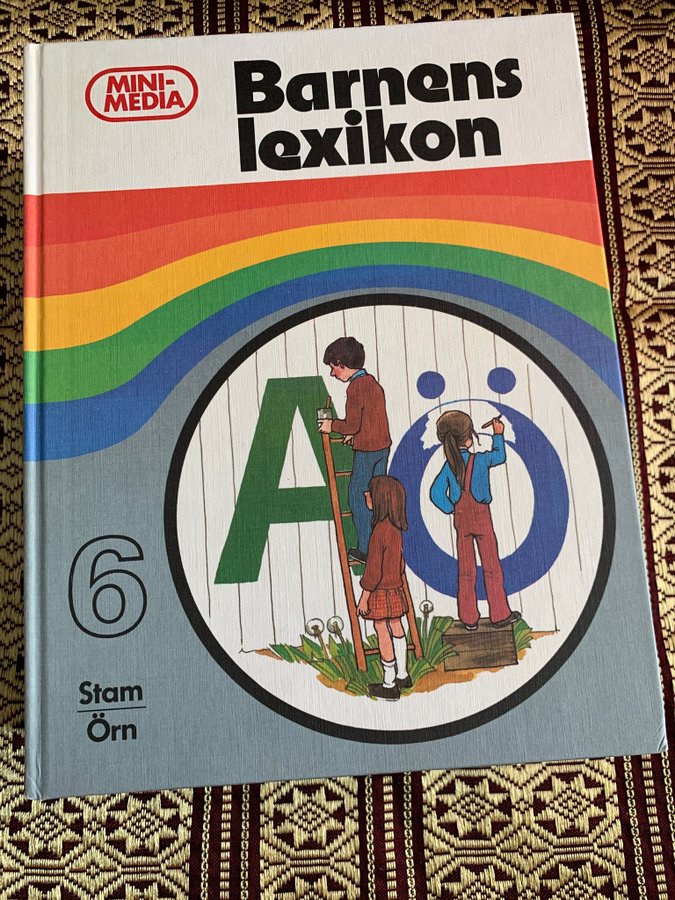 MINI-
MEDIA
Barnens
lexikon
A Ö
6
Stam
Örn